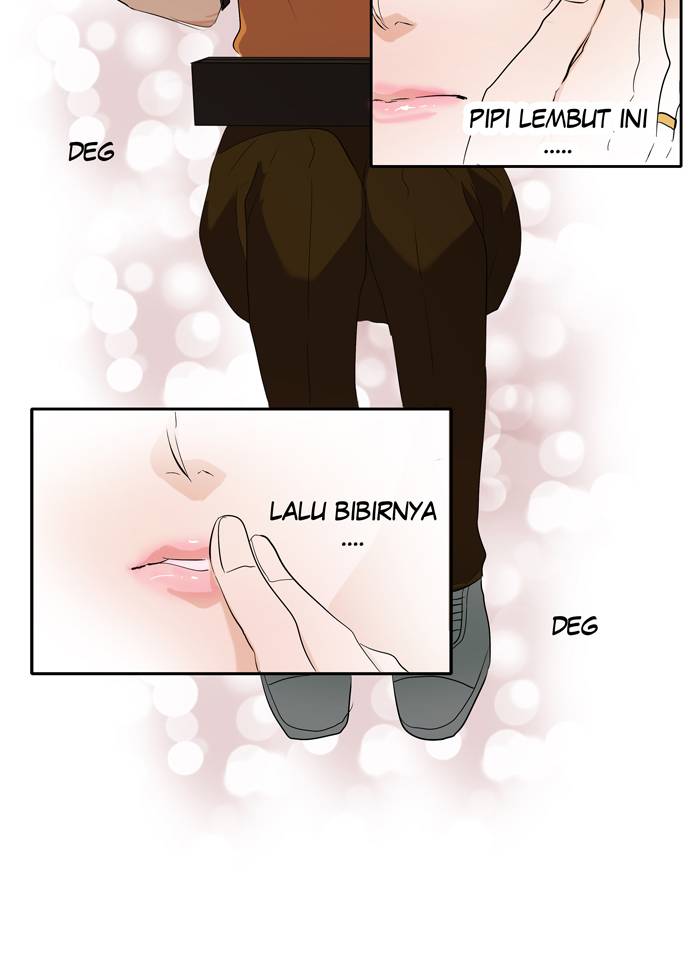 PIPI LEMBUT INI
.....
DEG
LALU BIBIRNYA
....
DEG